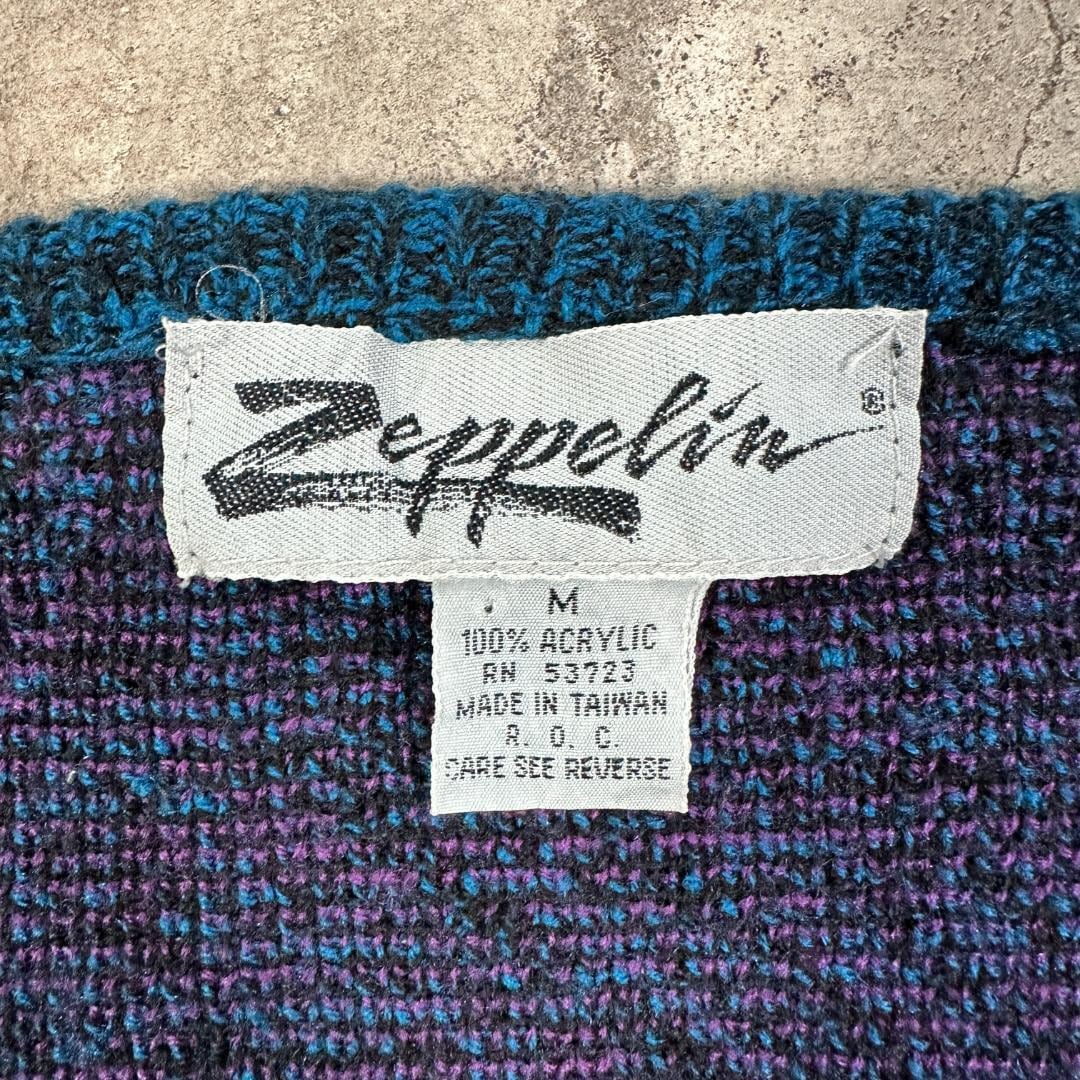 Zeppelin ®
M
100% ACRYLIC
RN 53723
MADE IN TAIWAN
R. O. C.
CARE SEE REVERSE